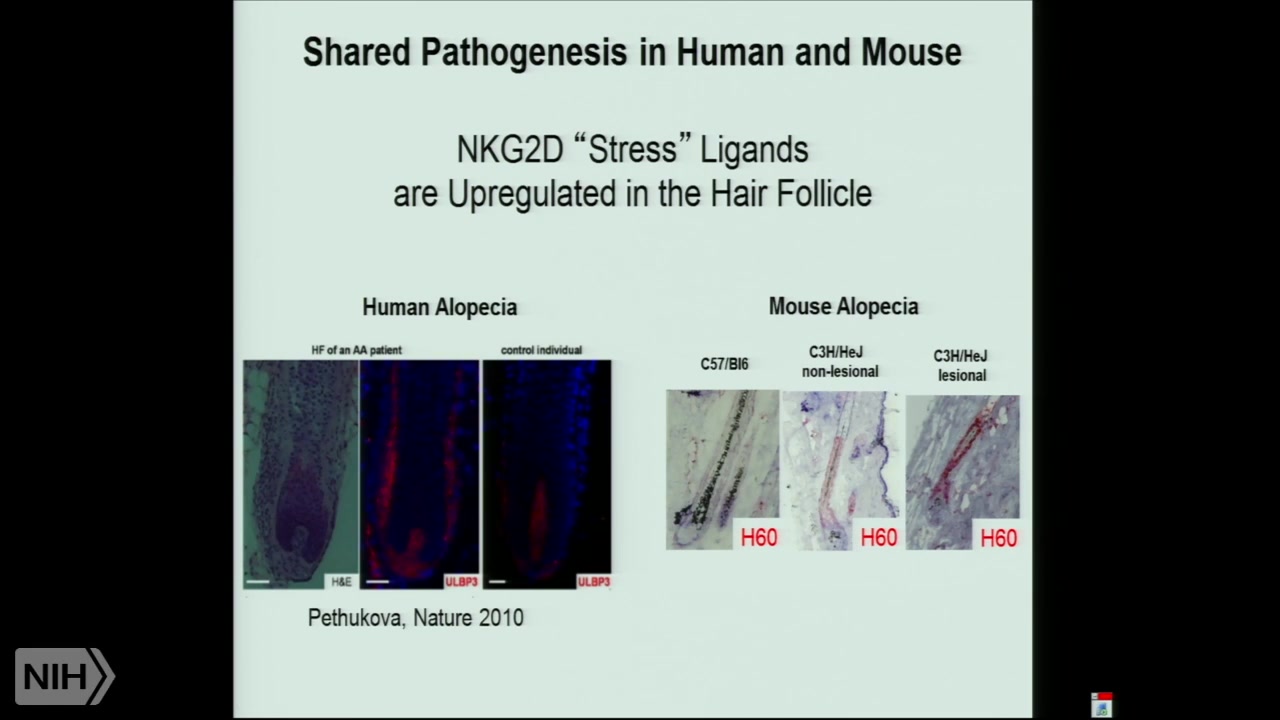 Shared Pathogenesis in Human and Mouse
NKG2D “Stress” Ligands
are Upregulated in the Hair Follicle
Human Alopecia
HF of an AA patient
control individual
H&E
ULBP3
ULBP3
Pethukova, Nature 2010
Mouse Alopecia
C57/Bl6
C3H/HeJ
non-lesional
C3H/HeJ
lesional
H60
H60
H60
NIH